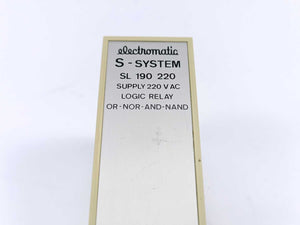 electromatic
S-SYSTEM
SL 190 220
SUPPLY 220 V AC
LOGIC RELAY
OR-NOR-AND-NAND